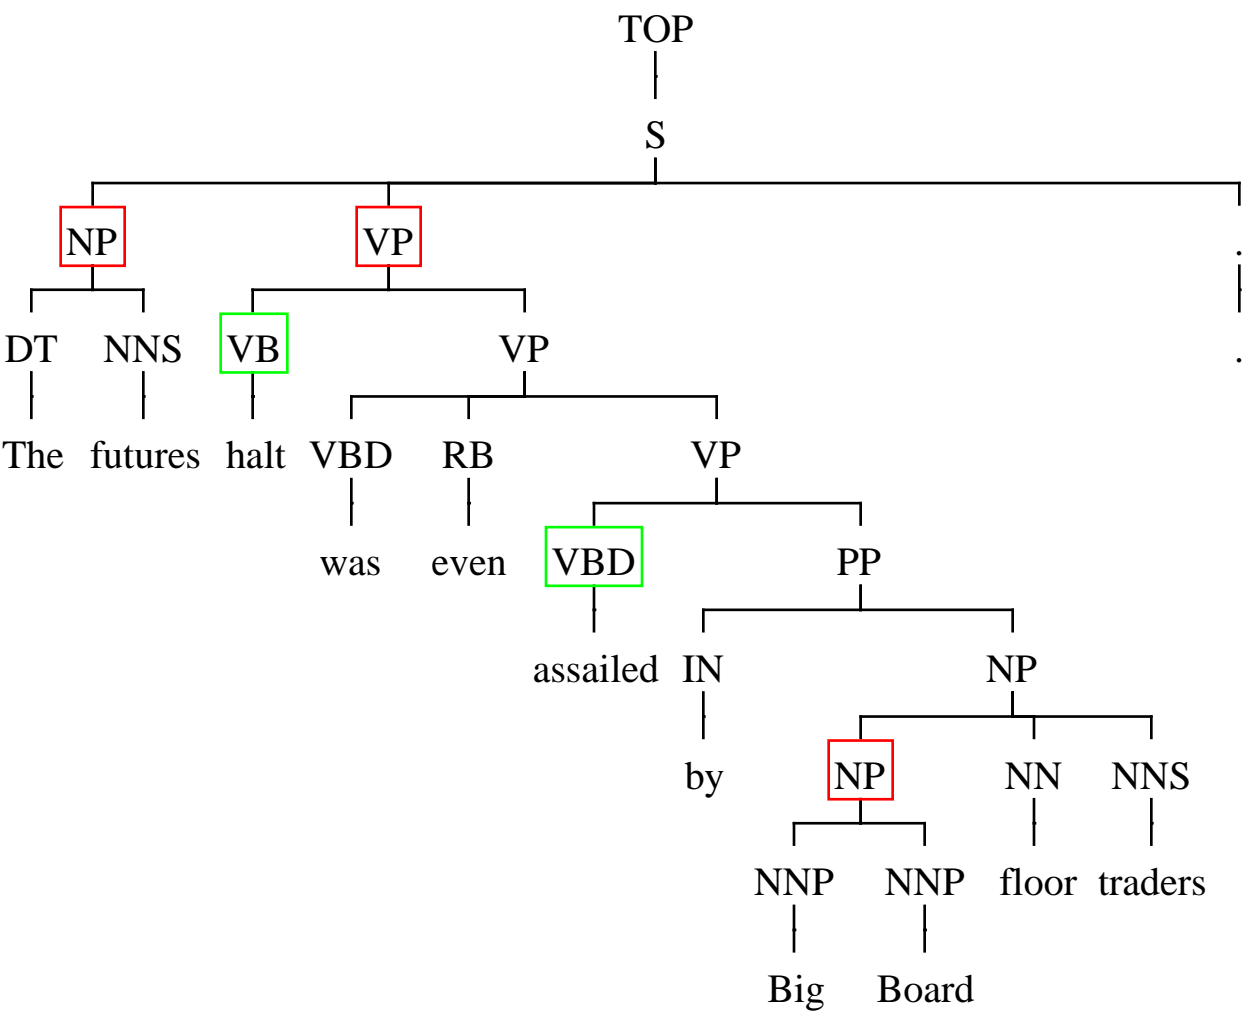 TOP
S
NP VP .
DT NNS VB VP .
The futures halt VBD RB VP
was even VBD PP
assailed IN NP
by NP NN NNS
NNP NNP floor traders
Big Board